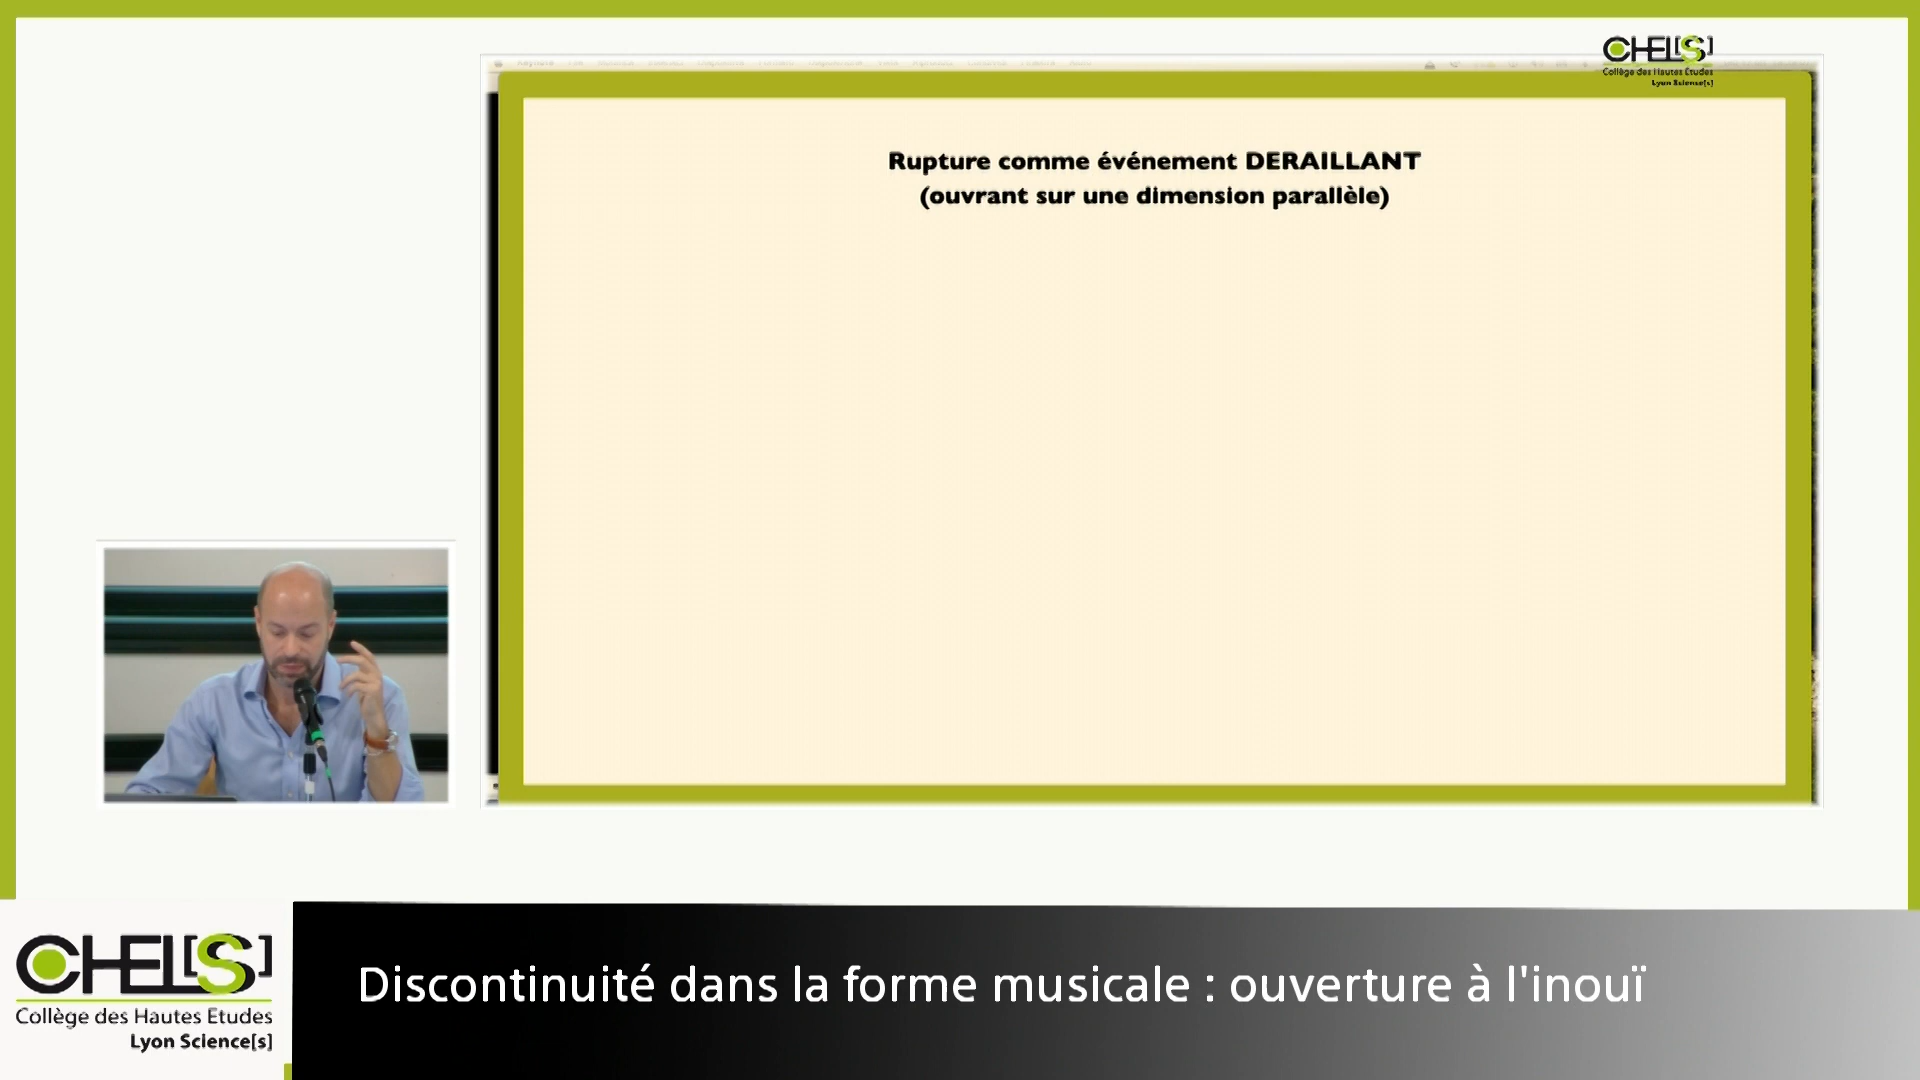 CHEL[S]
Collège des Hautes Etudes
Lyon Science[s]
Rupture comme événement DERAILLANT
(ouvrant sur une dimension parallèle)
CHEL[S]
Collège des Hautes Etudes
Lyon Science[s]
Discontinuité dans la forme musicale : ouverture à l'inouï